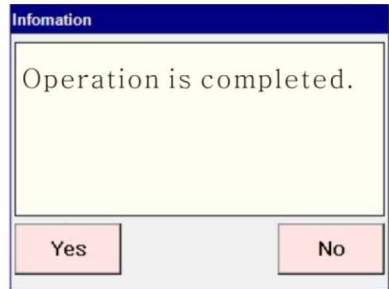 Infomation
Operation is completed.
Yes
No